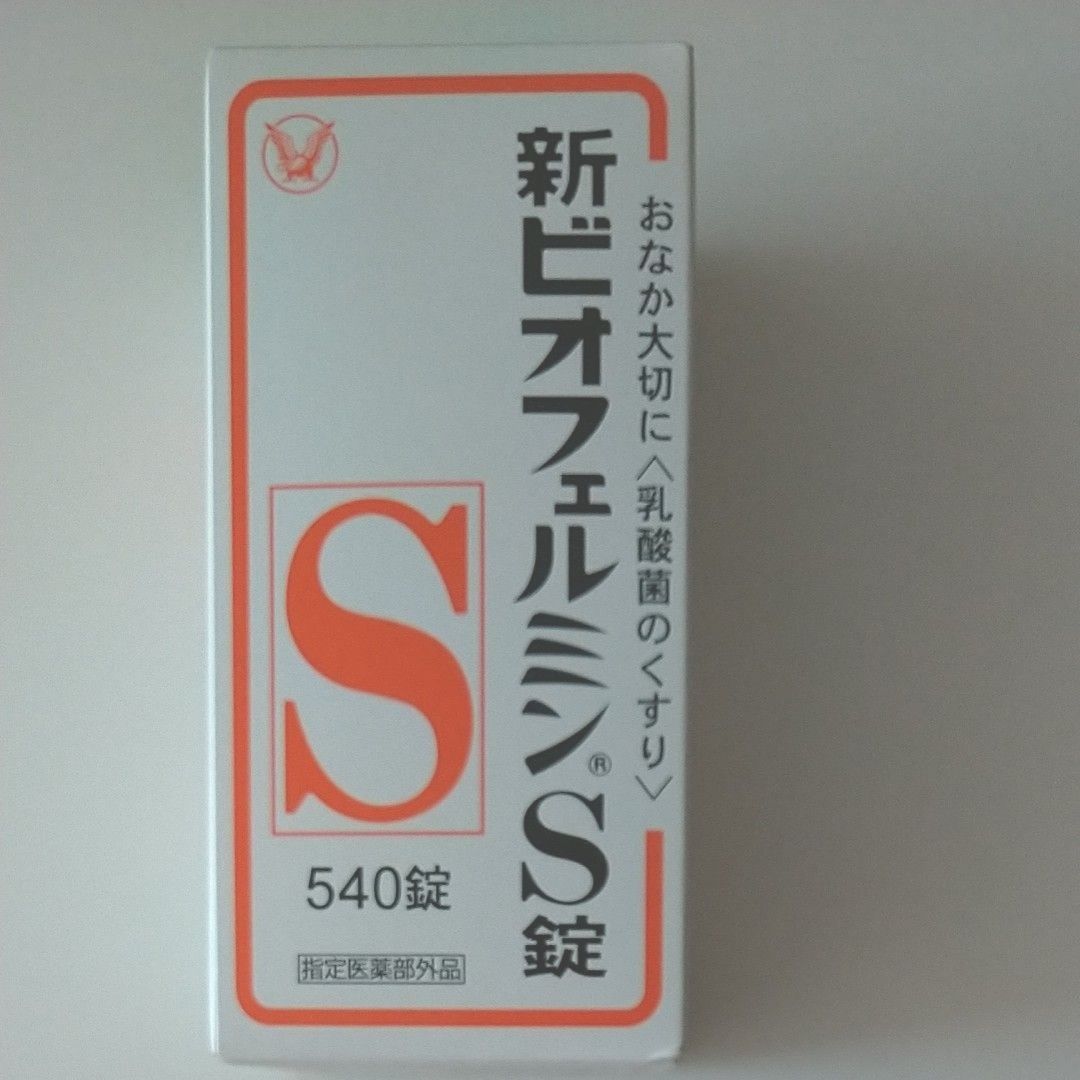 おなか大切に〈乳酸菌のくすり〉
新ビオフェルミン®S錠
S
540錠
指定医薬部外品